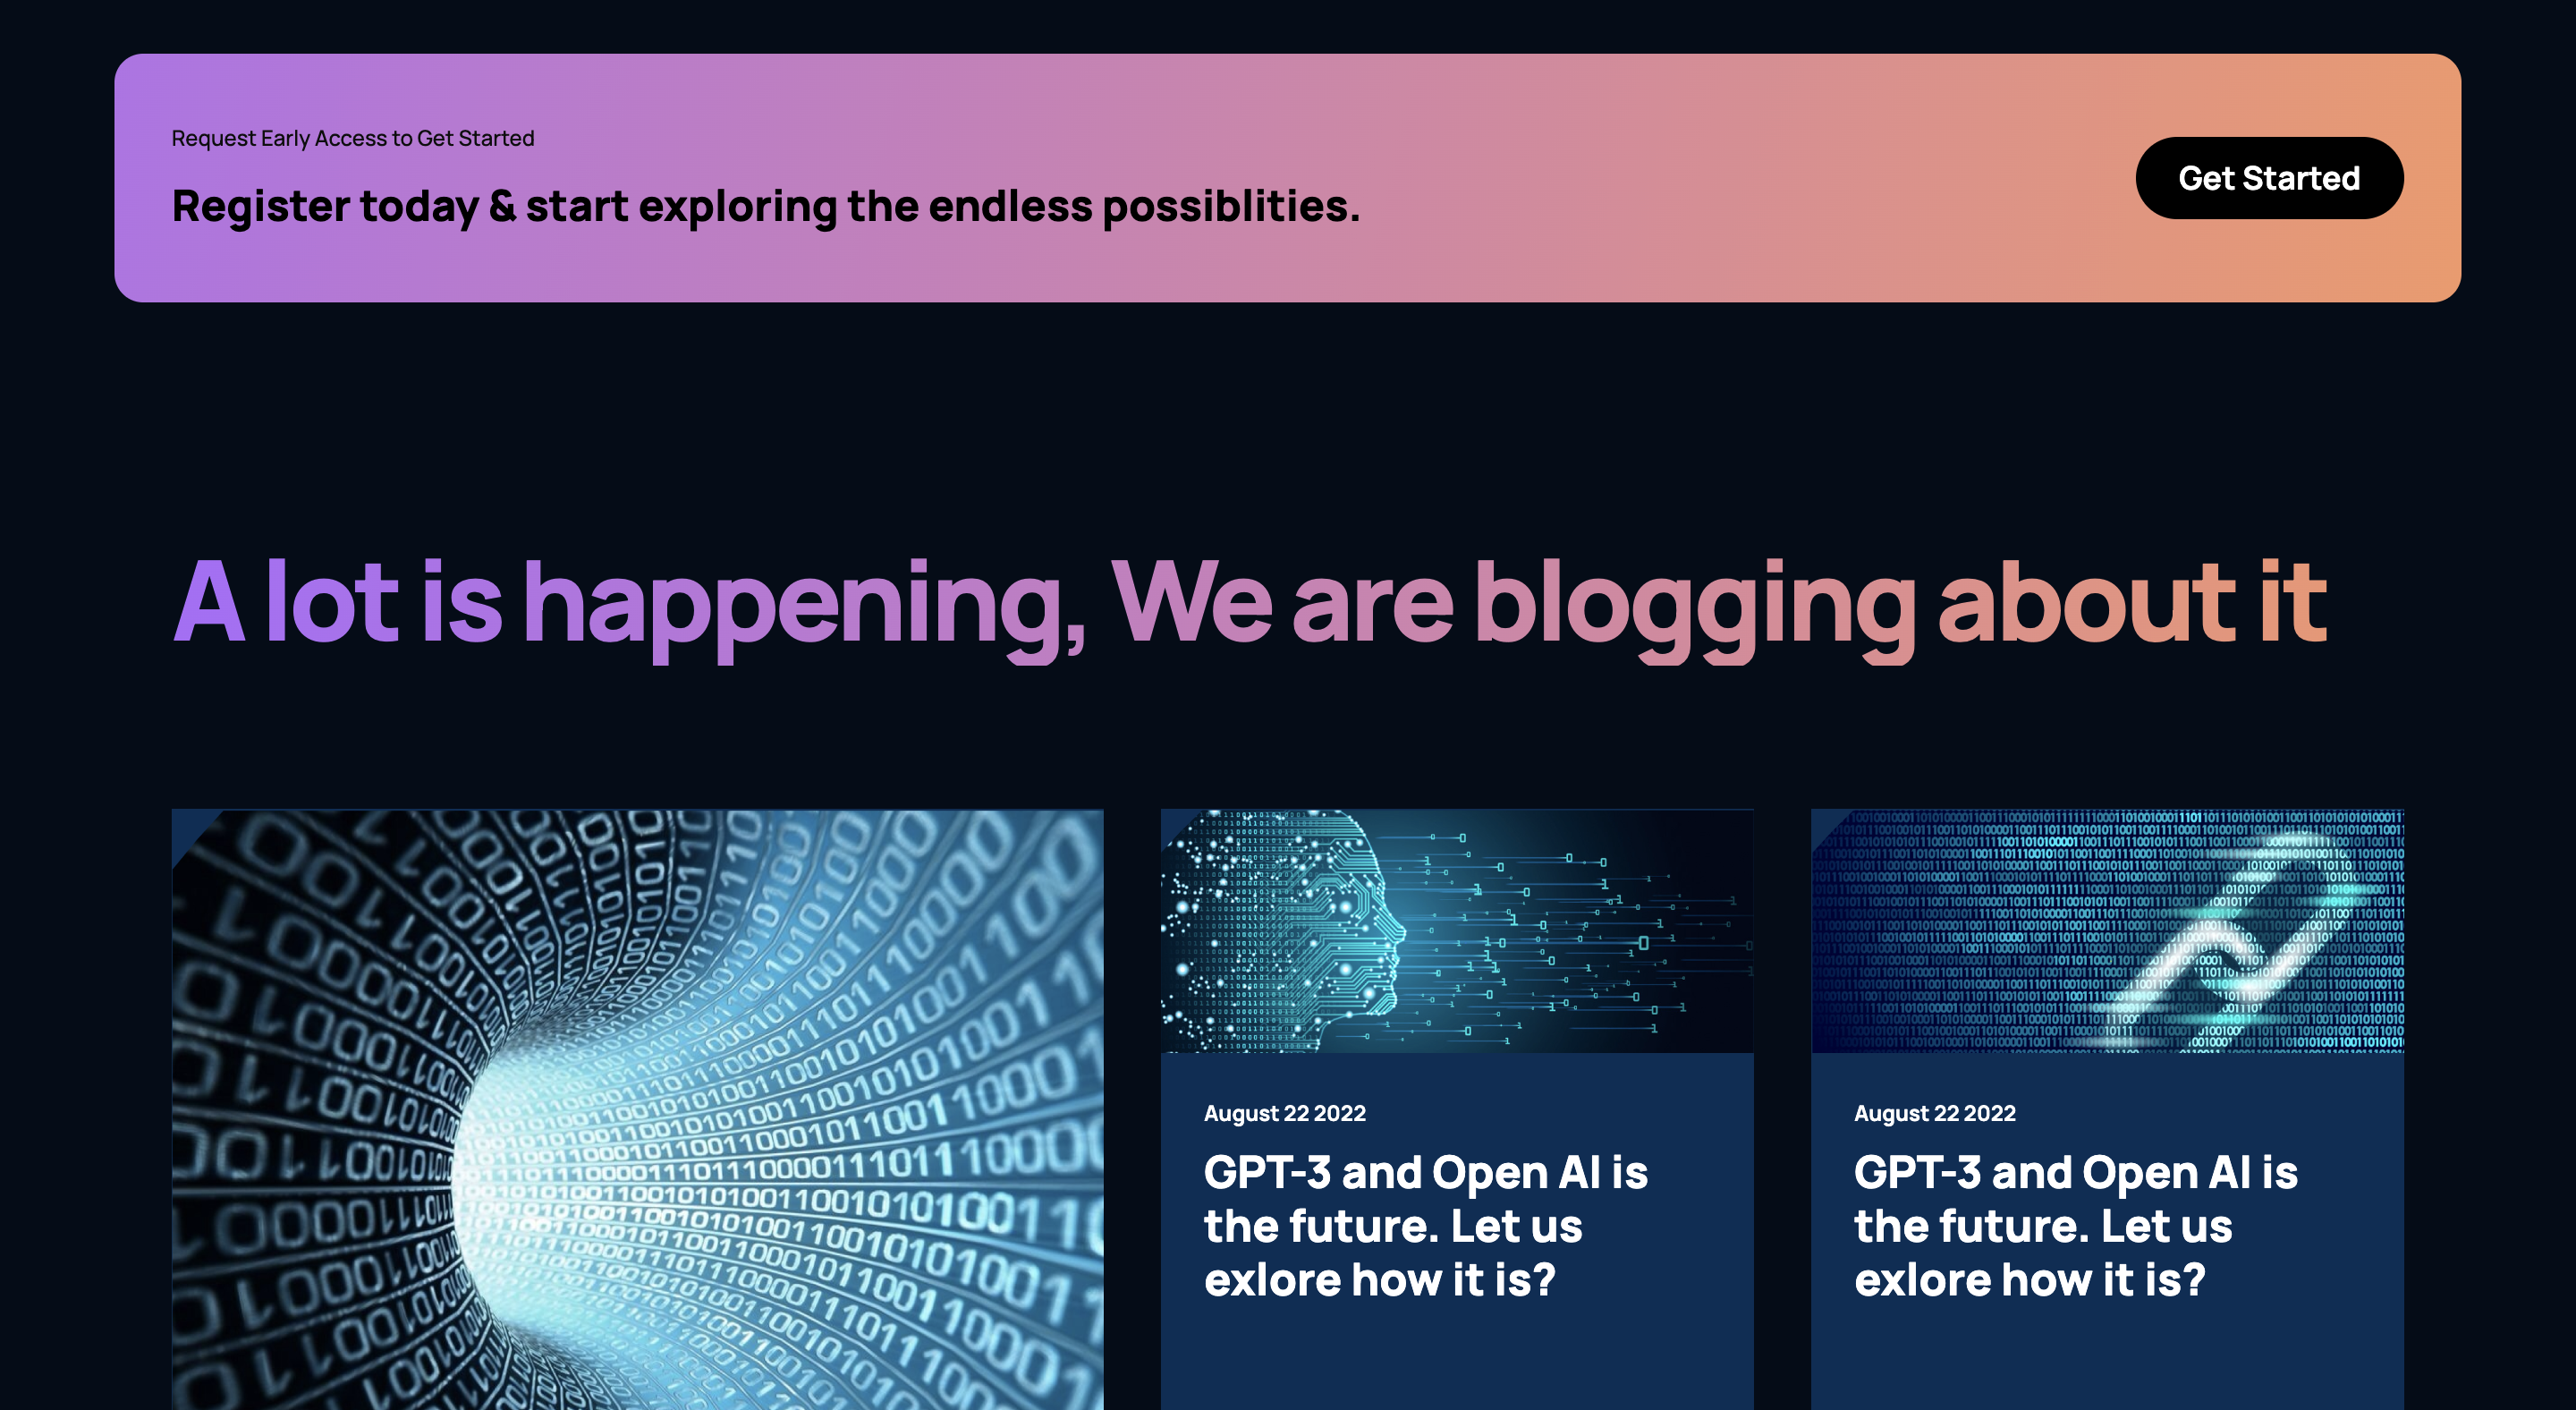 Request Early Access to Get Started
Register today & start exploring the endless possiblities.
Get Started
A lot is happening, We are blogging about it
August 22 2022
GPT-3 and Open AI is
the future. Let us
exlore how it is?
August 22 2022
GPT-3 and Open AI is
the future. Let us
exlore how it is?